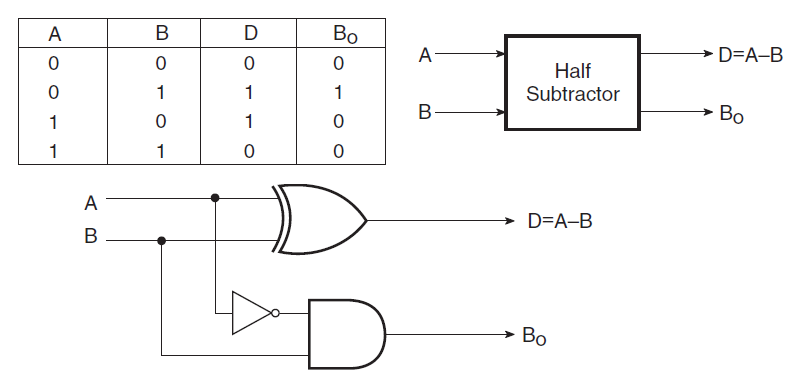 A B D BO
0 0 0 0
0 1 1 1
1 0 1 0
1 1 0 0
A
B
Half
Subtractor
D=A–B
BO
A
B
D=A–B
BO